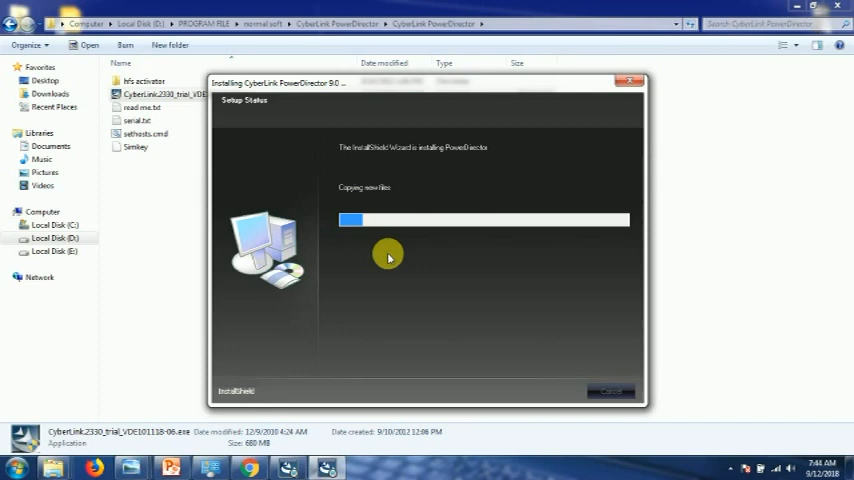 Computer ▸ Local Disk (D:) ▸ PROGRAM FILE ▸ normal soft ▸ CyberLink PowerDirector ▸ CyberLink PowerDirector ▸
Search CyberLink PowerDirector
Organize ▾ Open Burn New folder
Name Date modified Type Size
Favorites
Desktop
Downloads
Recent Places
Libraries
Documents
Music
Pictures
Videos
Computer
Local Disk (C:)
Local Disk (D:)
Local Disk (E:)
Network
hfs activator
CyberLink.2330_trial_VDE
read me.txt
serial.txt
sethosts.cmd
Simkey
Installing CyberLink PowerDirector 9.0 ...
Setup Status
The InstallShield Wizard is installing PowerDirector
Copying new files
InstallShield
Cancel
CyberLink.2330_trial_VDE101118-06.exe Date modified: 12/9/2010 4:24 AM Date created: 9/10/2012 12:06 PM
Application Size: 680 MB
7:44 AM
9/12/2018